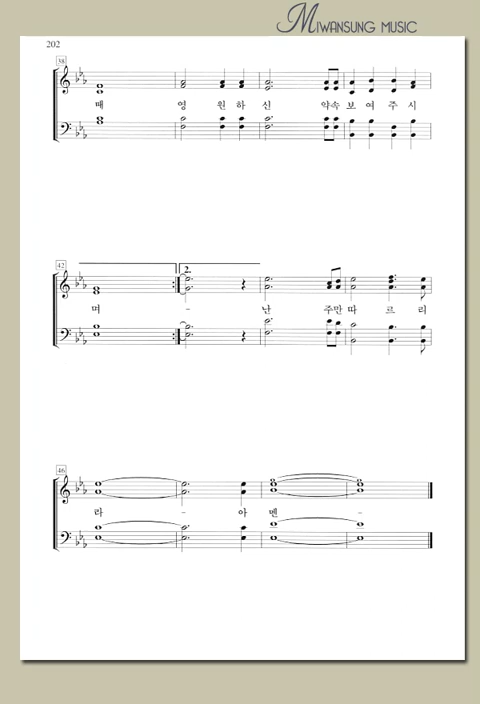 MIWANSUNG MUSIC
202
38
때 영 원 하 신 약속 보 여 주 시
42
2.
며 - 난 주만 따 르 리
46
라 - 아 멘 -